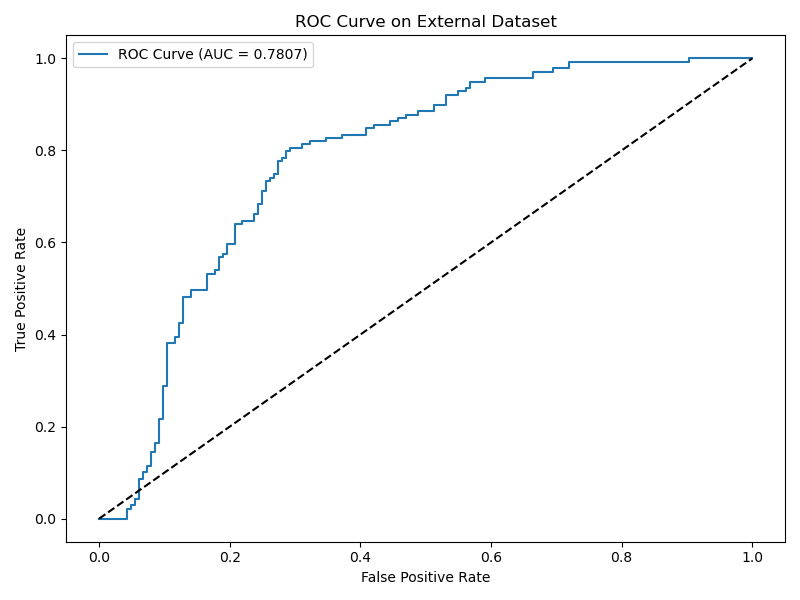 ROC Curve on External Dataset
ROC Curve (AUC = 0.7807)
1.0
0.8
0.6
0.4
0.2
0.0
True Positive Rate
0.0 0.2 0.4 0.6 0.8 1.0
False Positive Rate